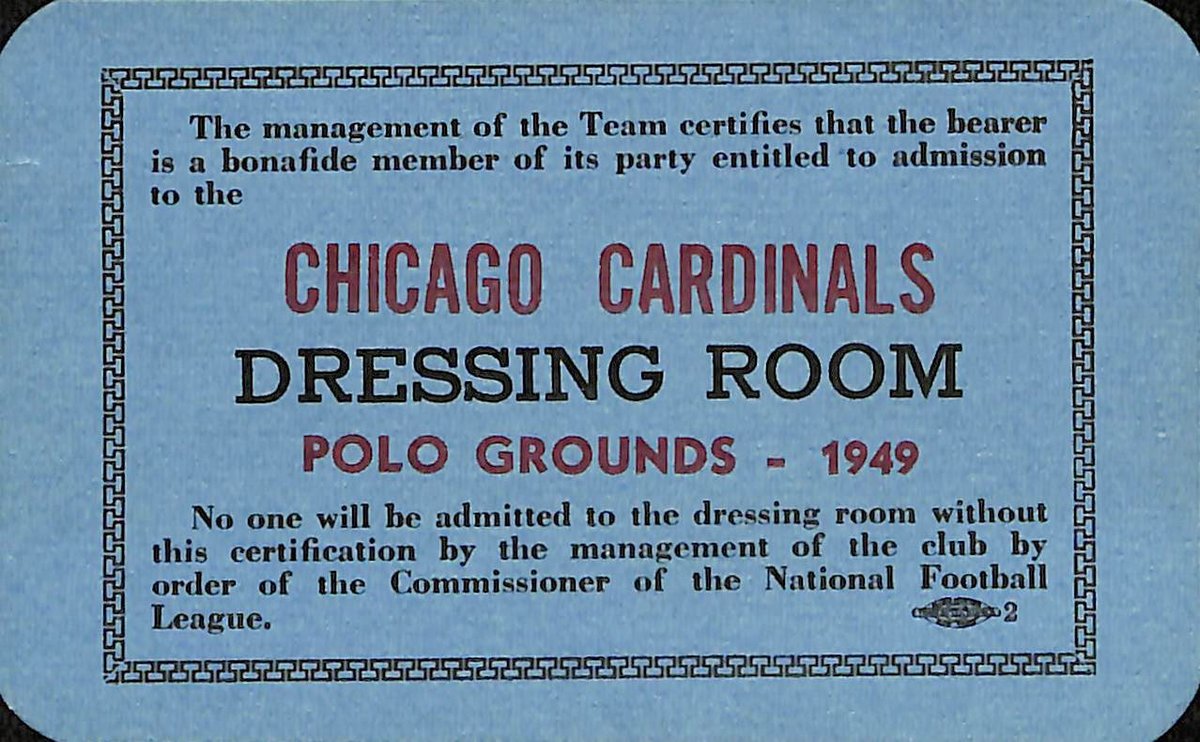 The management of the Team certifies that the bearer
is a bonafide member of its party entitled to admission
to the
CHICAGO CARDINALS
DRESSING ROOM
POLO GROUNDS - 1949
No one will be admitted to the dressing room without
this certification by the management of the club by
order of the Commissioner of the National Football
League.
2